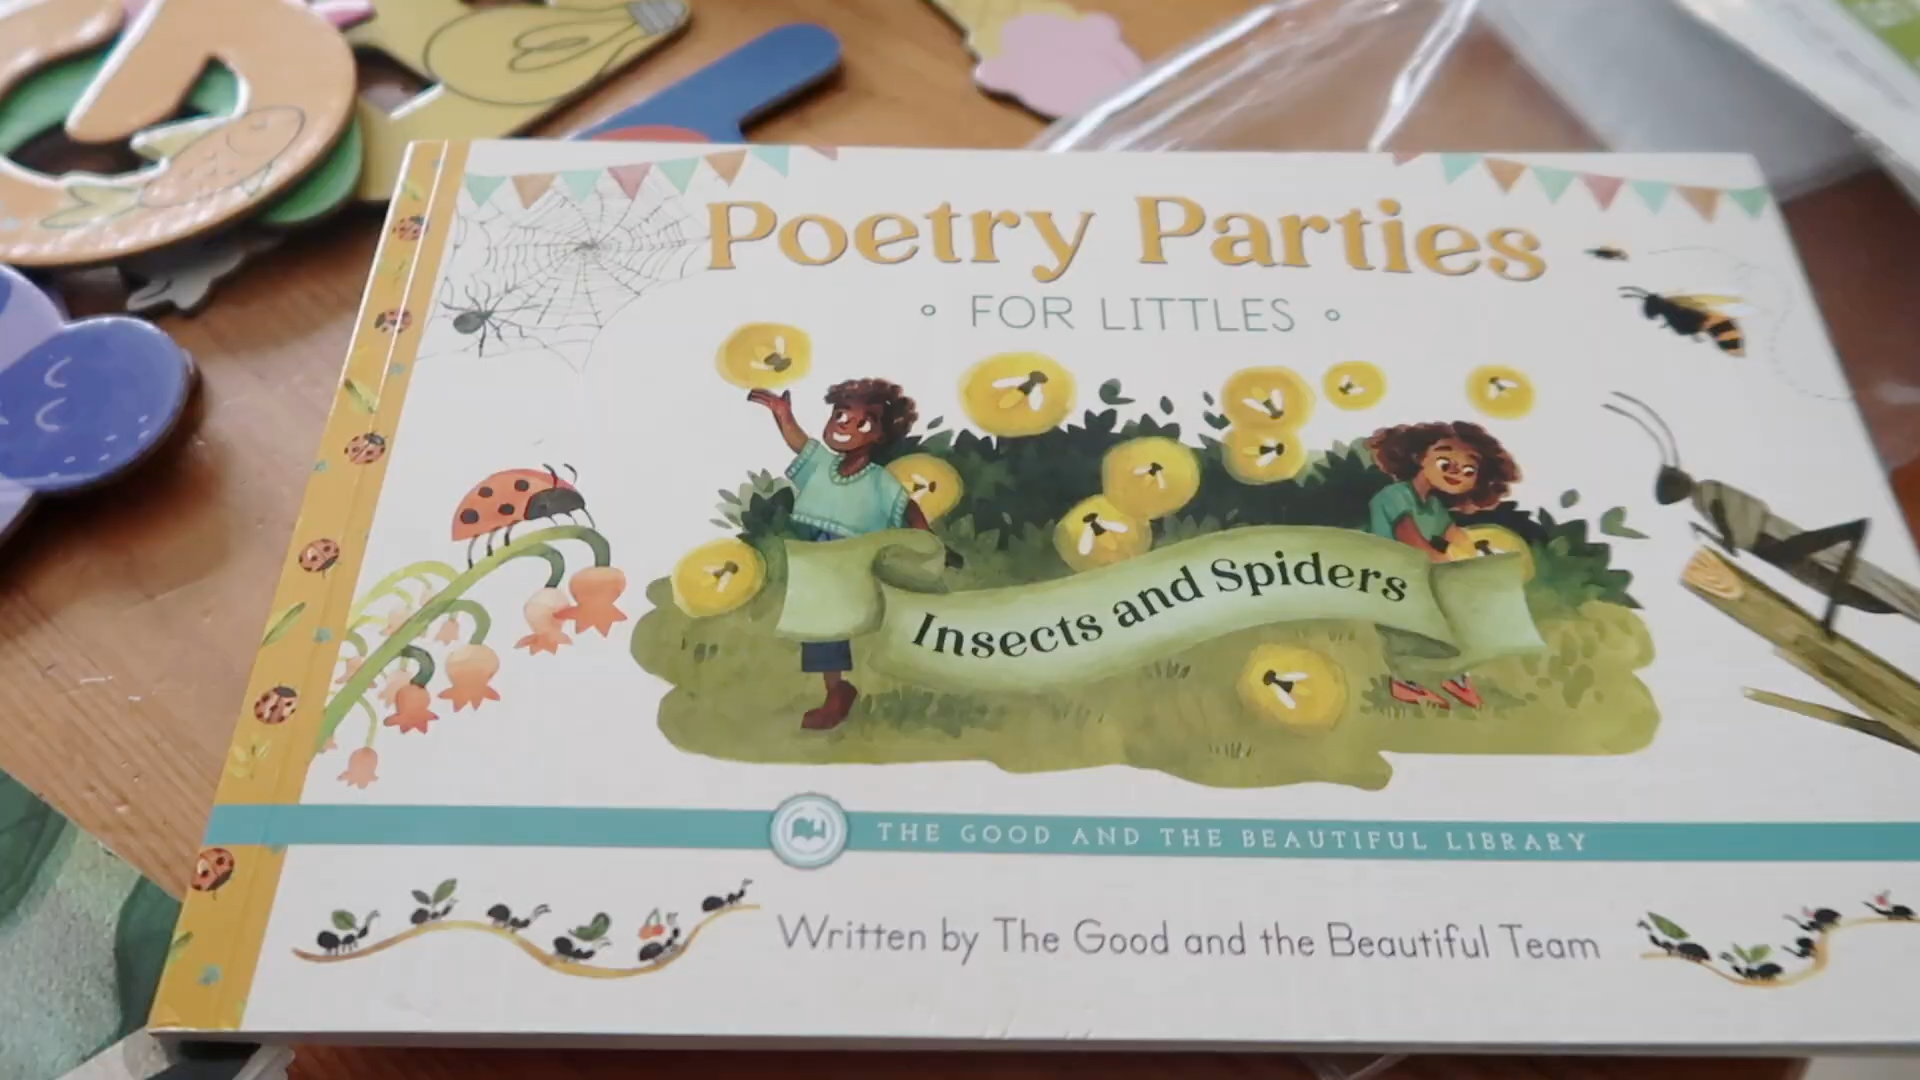 Poetry Parties
FOR LITTLES
Insects and Spiders
THE GOOD AND THE BEAUTIFUL LIBRARY
Written by The Good and the Beautiful Team